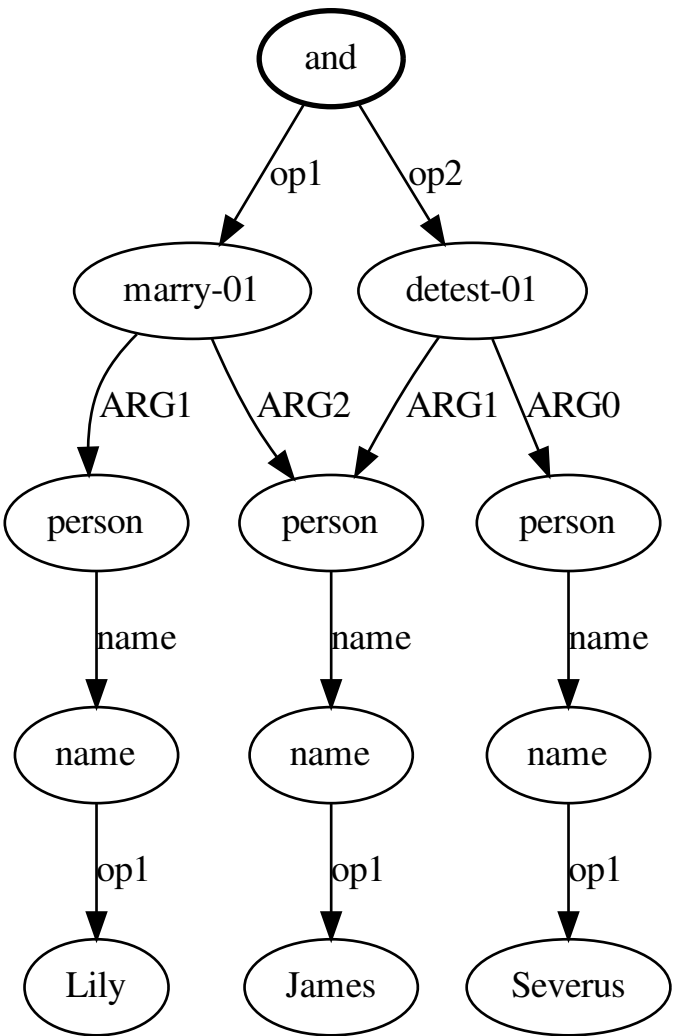 and
op1 op2
marry-01 detest-01
ARG1 ARG2 ARG1 ARG0
person person person
name name name
name name name
op1 op1 op1
Lily James Severus